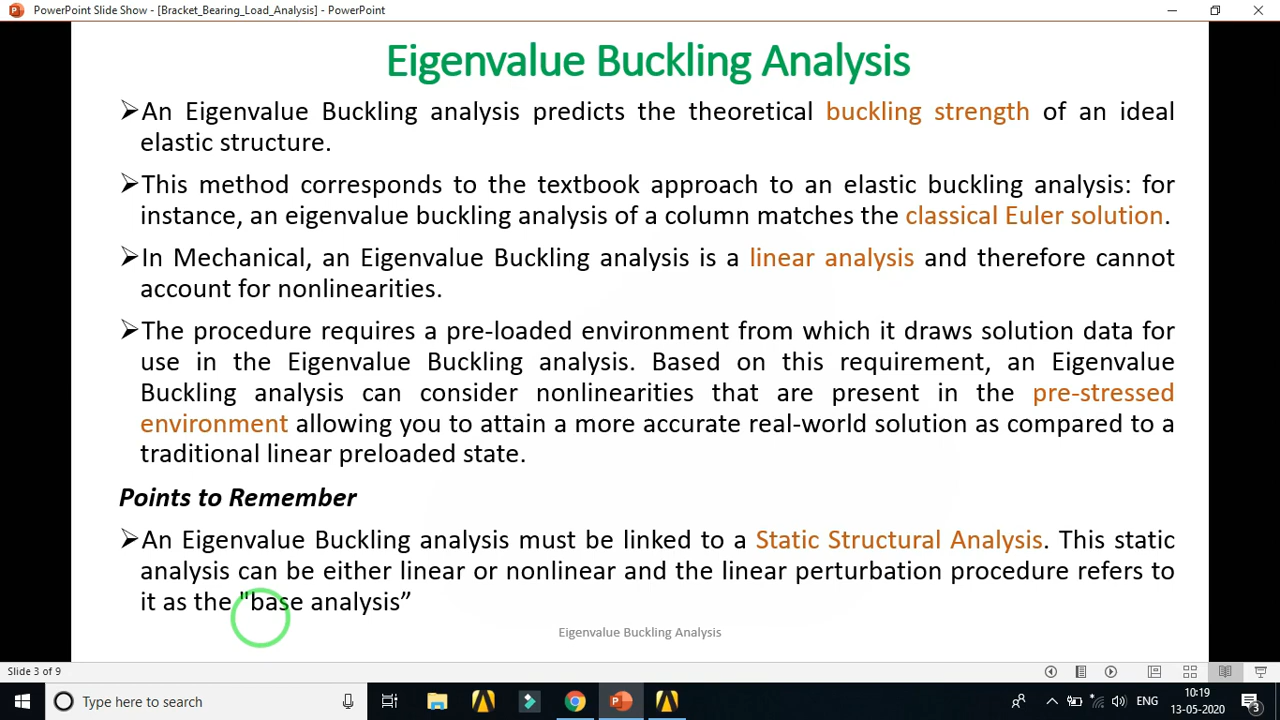 PowerPoint Slide Show - [Bracket_Bearing_Load_Analysis] - PowerPoint
Eigenvalue Buckling Analysis
➢An Eigenvalue Buckling analysis predicts the theoretical buckling strength of an ideal
elastic structure.
➢This method corresponds to the textbook approach to an elastic buckling analysis: for
instance, an eigenvalue buckling analysis of a column matches the classical Euler solution.
➢In Mechanical, an Eigenvalue Buckling analysis is a linear analysis and therefore cannot
account for nonlinearities.
➢The procedure requires a pre-loaded environment from which it draws solution data for
use in the Eigenvalue Buckling analysis. Based on this requirement, an Eigenvalue
Buckling analysis can consider nonlinearities that are present in the pre-stressed
environment allowing you to attain a more accurate real-world solution as compared to a
traditional linear preloaded state.
Points to Remember
➢An Eigenvalue Buckling analysis must be linked to a Static Structural Analysis. This static
analysis can be either linear or nonlinear and the linear perturbation procedure refers to
it as the "base analysis”
Eigenvalue Buckling Analysis
Slide 3 of 9
Type here to search
ENG
10:19
13-05-2020
3